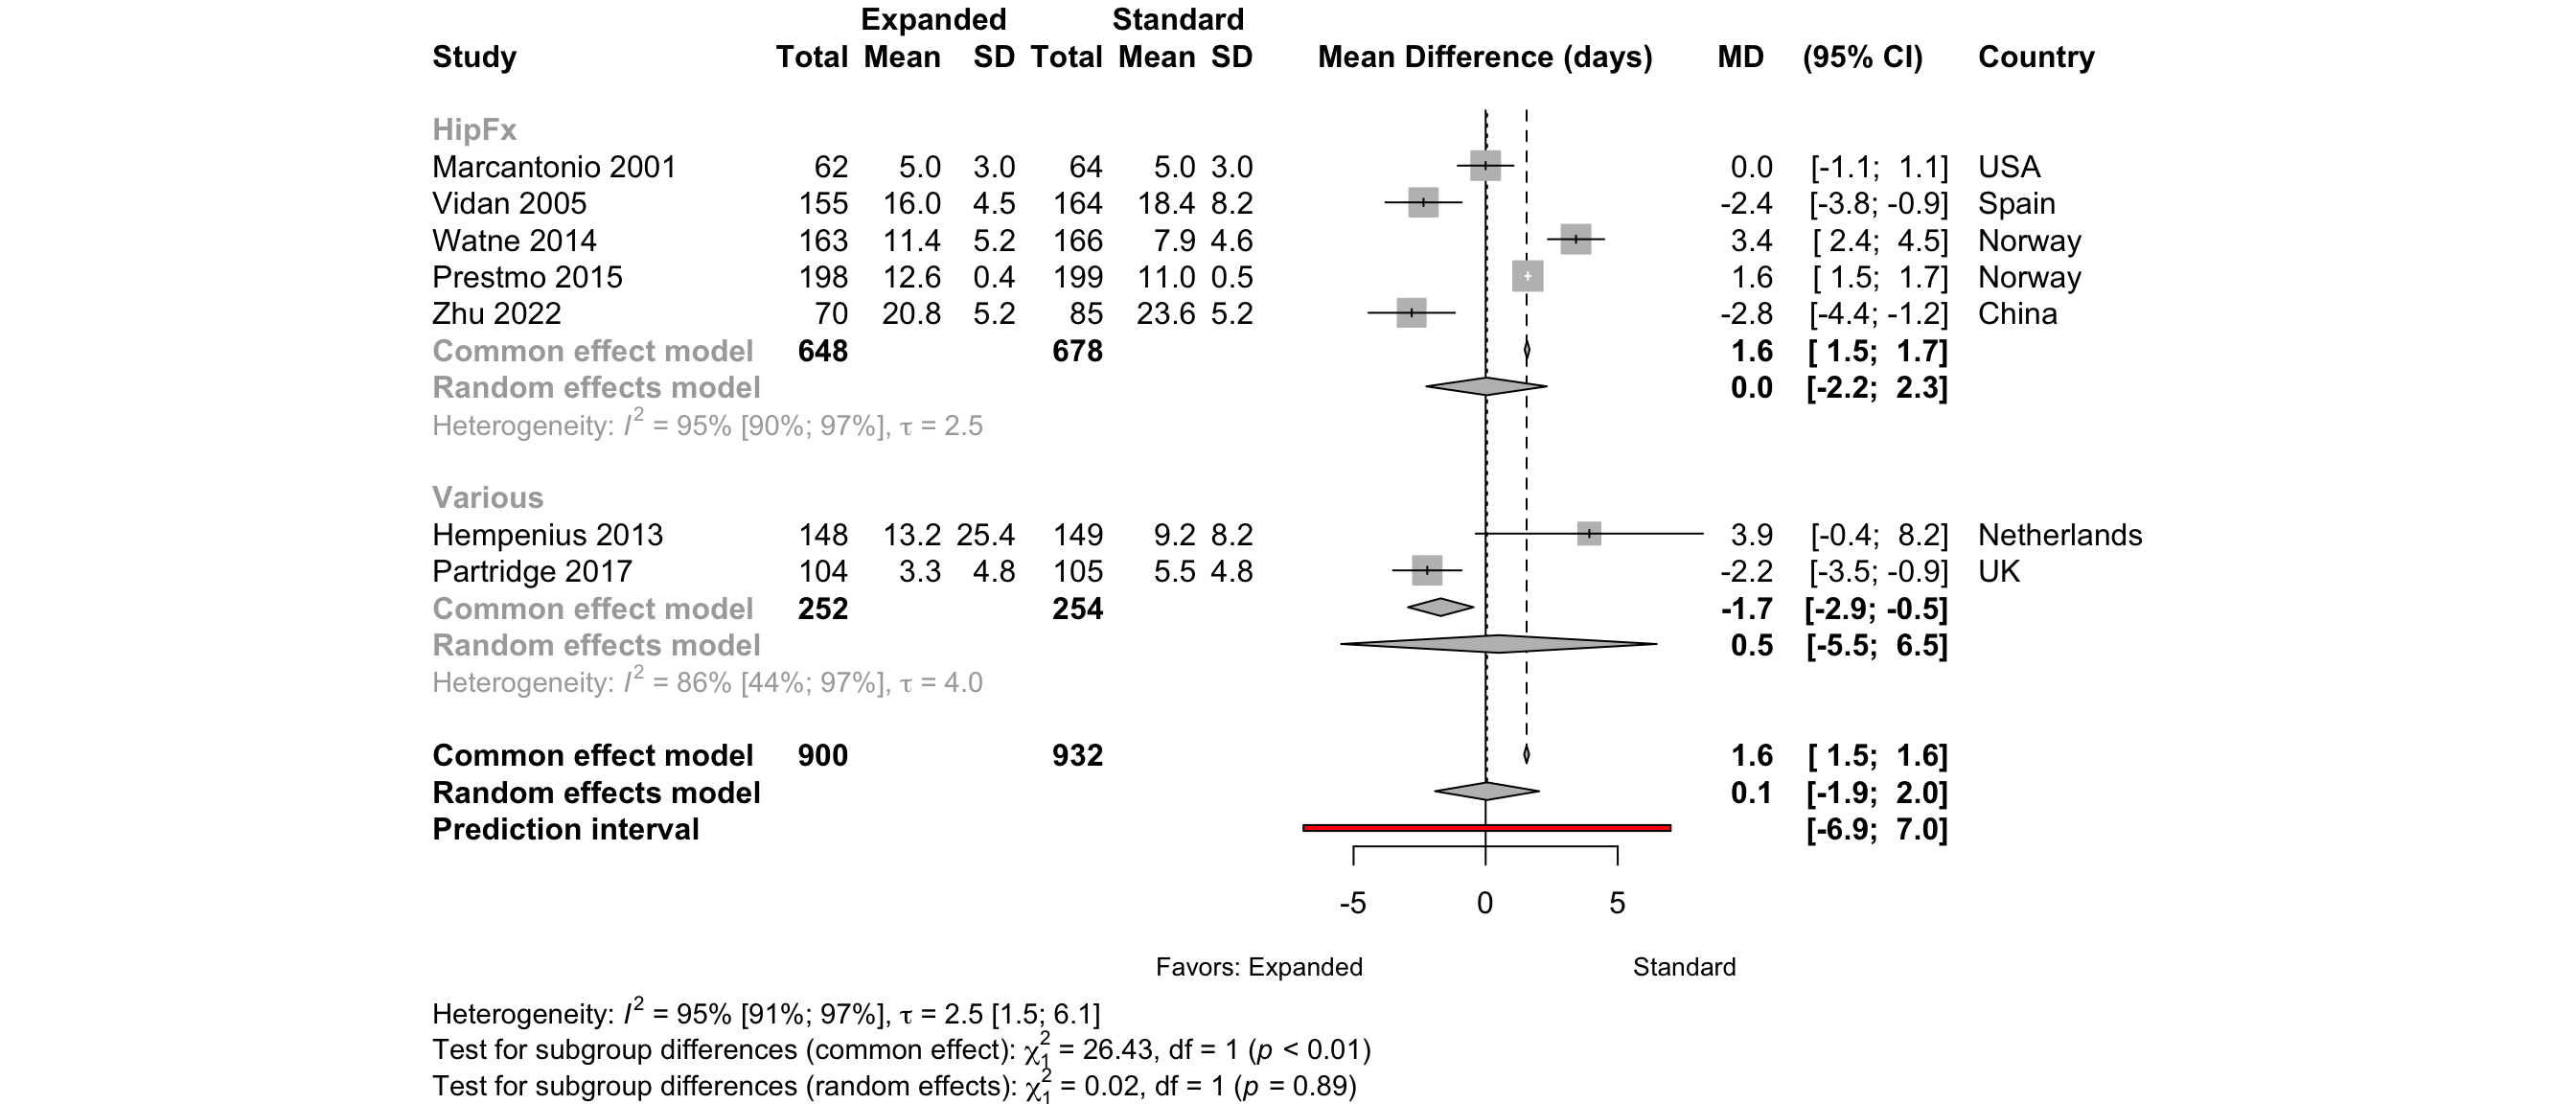 Expanded Standard
Study Total Mean SD Total Mean SD Mean Difference (days) MD (95% CI) Country
HipFx
Marcantonio 2001 62 5.0 3.0 64 5.0 3.0 0.0 [-1.1; 1.1] USA
Vidan 2005 155 16.0 4.5 164 18.4 8.2 -2.4 [-3.8; -0.9] Spain
Watne 2014 163 11.4 5.2 166 7.9 4.6 3.4 [ 2.4; 4.5] Norway
Prestmo 2015 198 12.6 0.4 199 11.0 0.5 1.6 [ 1.5; 1.7] Norway
Zhu 2022 70 20.8 5.2 85 23.6 5.2 -2.8 [-4.4; -1.2] China
Common effect model 648 678 1.6 [ 1.5; 1.7]
Random effects model 0.0 [-2.2; 2.3]
Heterogeneity: I² = 95% [90%; 97%], τ = 2.5
Various
Hempenius 2013 148 13.2 25.4 149 9.2 8.2 3.9 [-0.4; 8.2] Netherlands
Partridge 2017 104 3.3 4.8 105 5.5 4.8 -2.2 [-3.5; -0.9] UK
Common effect model 252 254 -1.7 [-2.9; -0.5]
Random effects model 0.5 [-5.5; 6.5]
Heterogeneity: I² = 86% [44%; 97%], τ = 4.0
Common effect model 900 932 1.6 [ 1.5; 1.6]
Random effects model 0.1 [-1.9; 2.0]
Prediction interval [-6.9; 7.0]
-5 0 5
Favors: Expanded Standard
Heterogeneity: I² = 95% [91%; 97%], τ = 2.5 [1.5; 6.1]
Test for subgroup differences (common effect): χ²₁ = 26.43, df = 1 (p < 0.01)
Test for subgroup differences (random effects): χ²₁ = 0.02, df = 1 (p = 0.89)